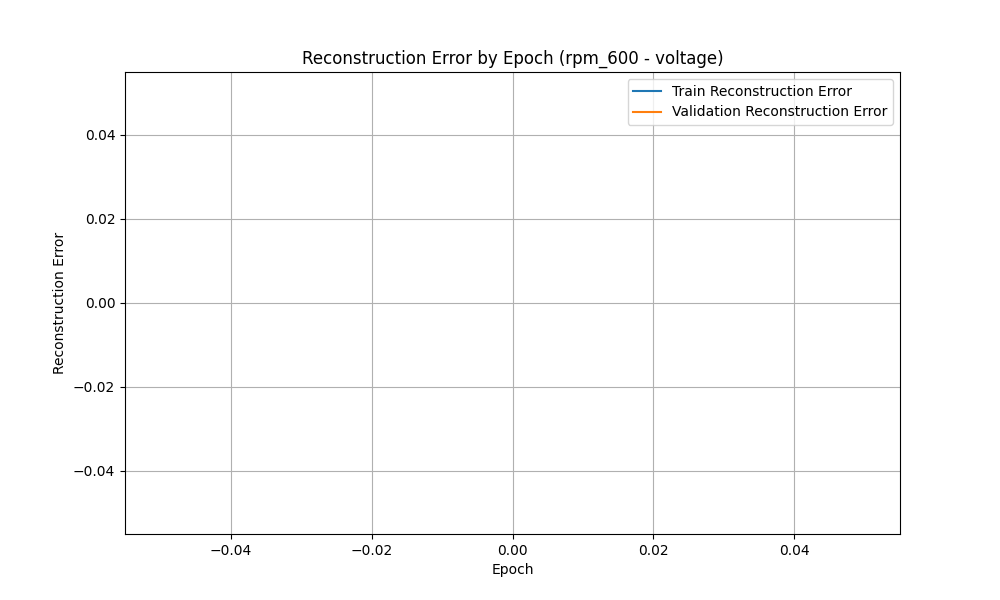 Reconstruction Error by Epoch (rpm_600 - voltage)
Train Reconstruction Error
Validation Reconstruction Error
Reconstruction Error
0.04
0.02
0.00
−0.02
−0.04
−0.04
−0.02
0.00
0.02
0.04
Epoch